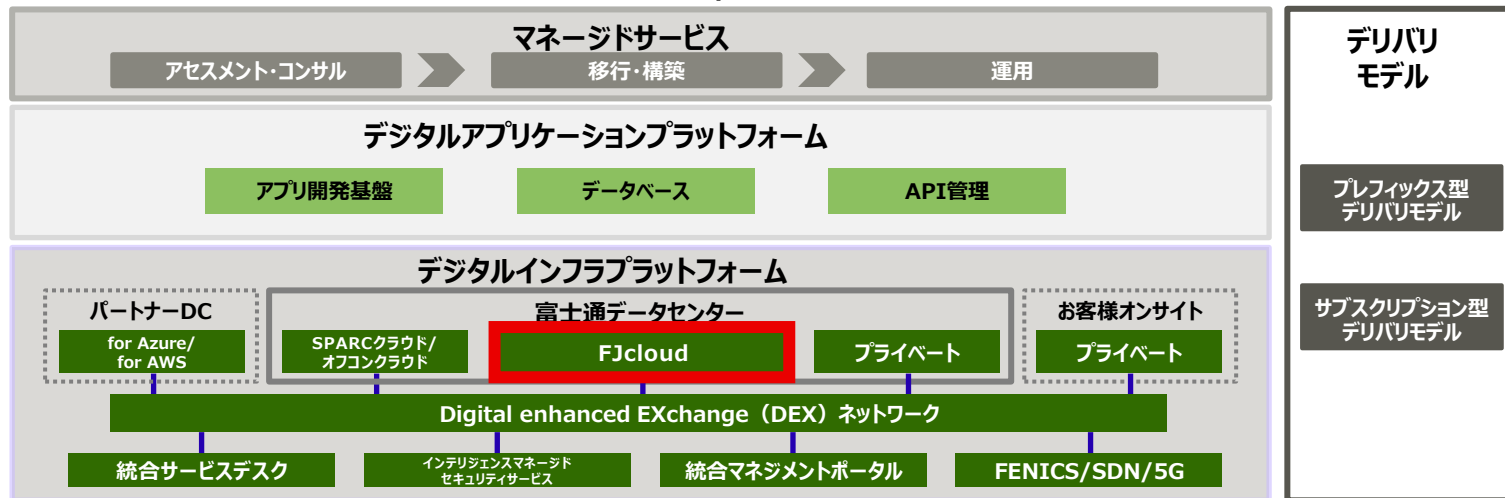 マネージドサービス
アセスメント・コンサル
移行・構築
運用
デジタルアプリケーションプラットフォーム
アプリ開発基盤
データベース
API管理
デジタルインフラプラットフォーム
パートナーDC
for Azure/
for AWS
富士通データセンター
SPARCクラウド/
オフコンクラウド
FJcloud
プライベート
お客様オンサイト
プライベート
Digital enhanced EXchange（DEX）ネットワーク
統合サービスデスク
インテリジェンスマネージド
セキュリティサービス
統合マネジメントポータル
FENICS/SDN/5G
デリバリ
モデル
プレフィックス型
デリバリモデル
サブスクリプション型
デリバリモデル